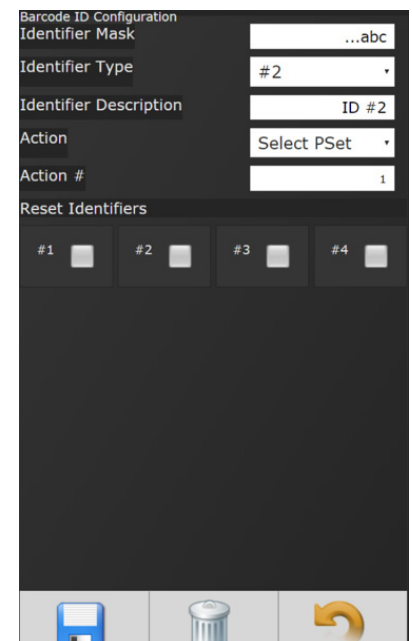 Barcode ID Configuration
Identifier Mask ...abc
Identifier Type #2
Identifier Description ID #2
Action Select PSet
Action # 1
Reset Identifiers
#1 #2 #3 #4